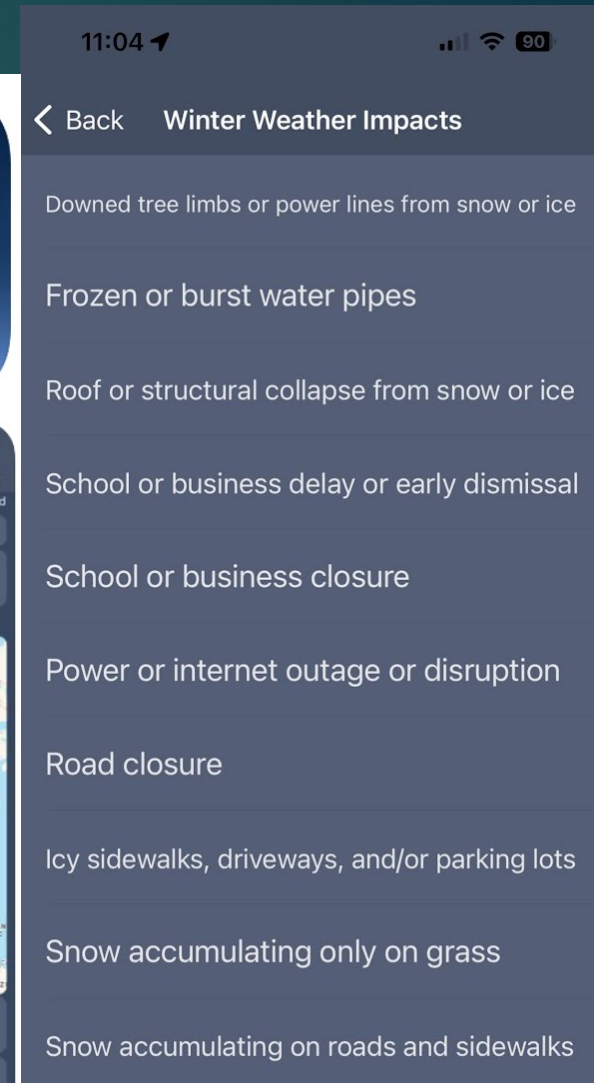 11:04
90
Back Winter Weather Impacts
Downed tree limbs or power lines from snow or ice
Frozen or burst water pipes
Roof or structural collapse from snow or ice
School or business delay or early dismissal
School or business closure
Power or internet outage or disruption
Road closure
Icy sidewalks, driveways, and/or parking lots
Snow accumulating only on grass
Snow accumulating on roads and sidewalks